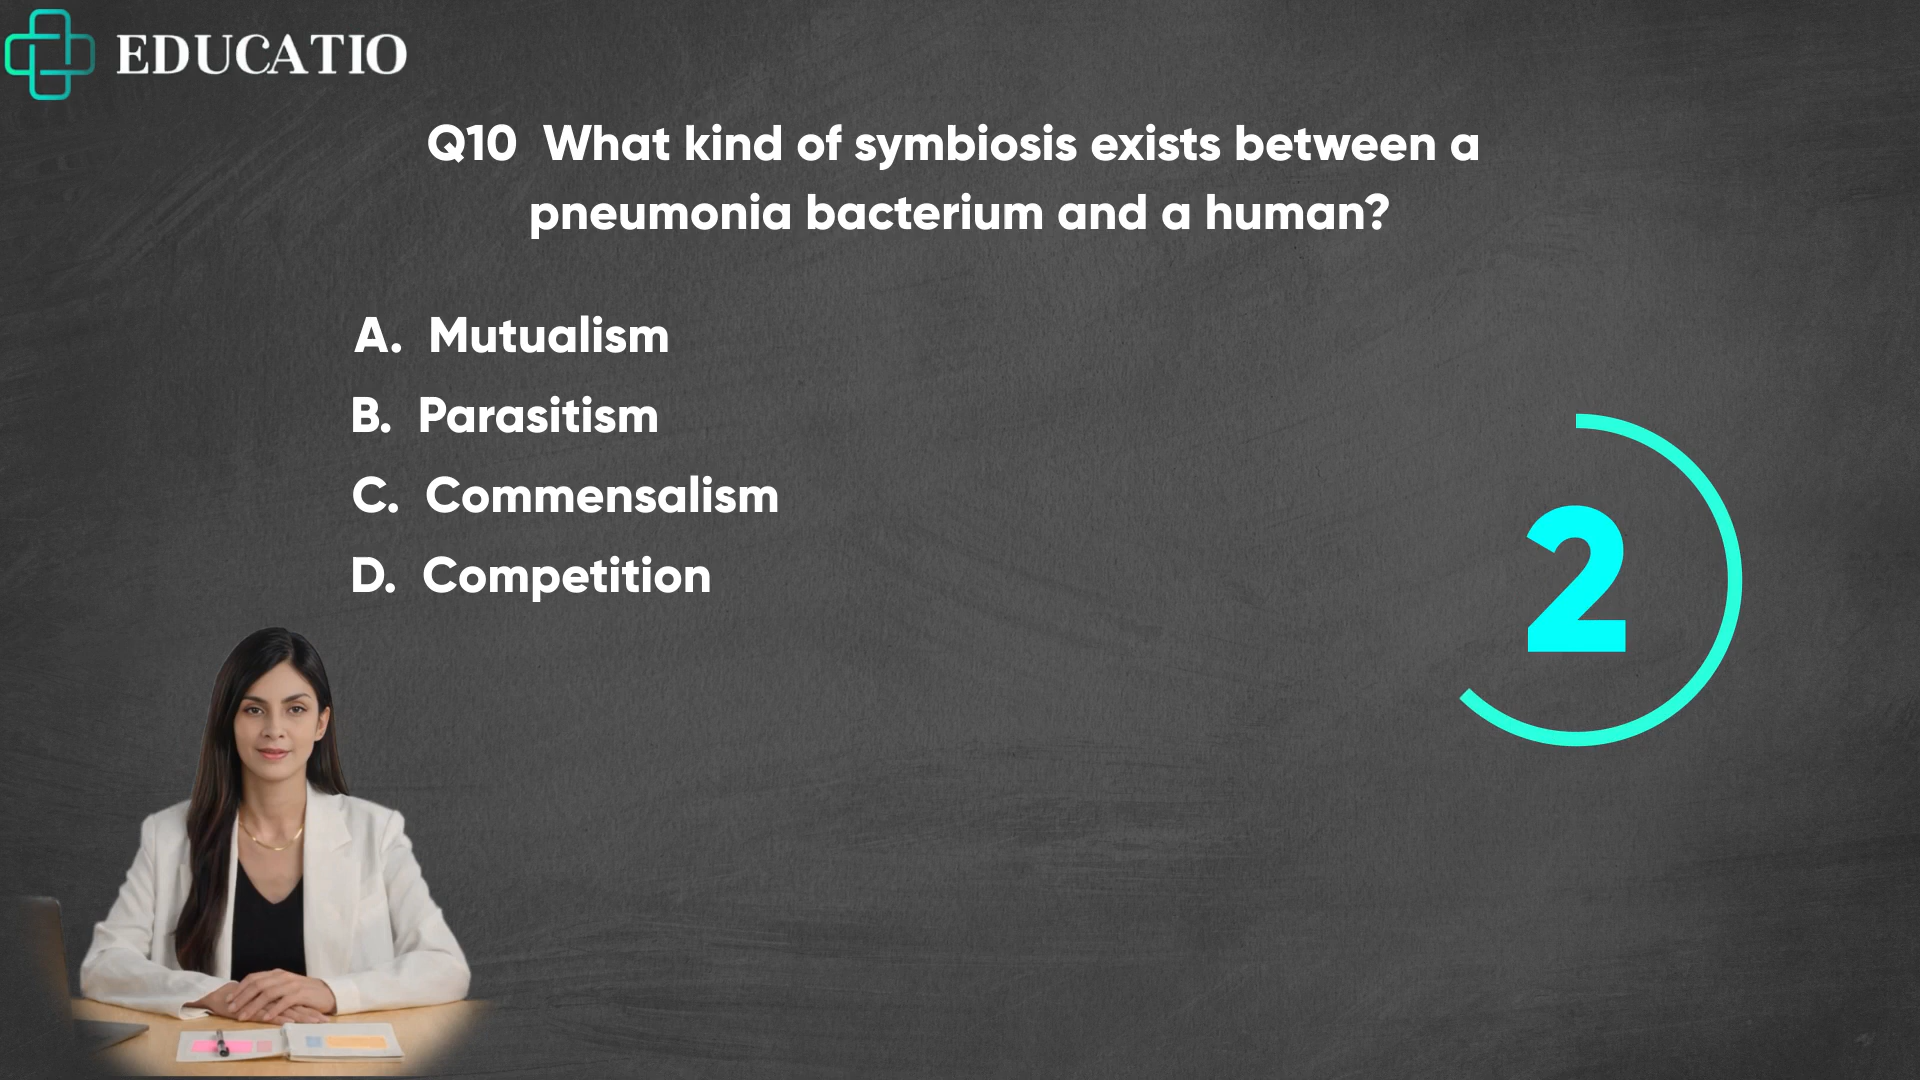 EDUCATIO
Q10 What kind of symbiosis exists between a
pneumonia bacterium and a human?
A. Mutualism
B. Parasitism
C. Commensalism
D. Competition
2